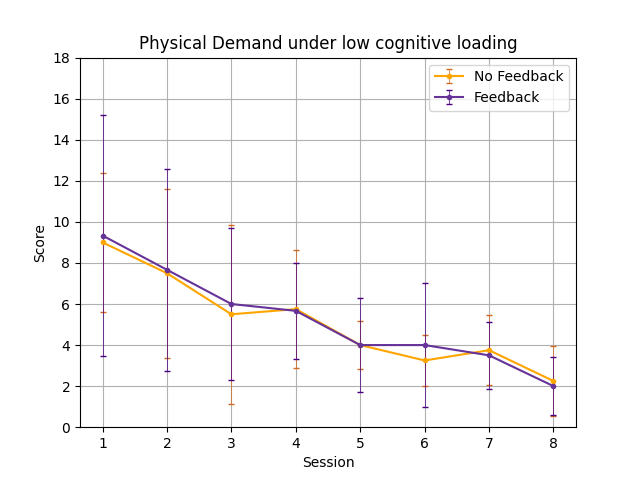 Physical Demand under low cognitive loading
No Feedback
Feedback
Score
18
16
14
12
10
8
6
4
2
0
1 2 3 4 5 6 7 8
Session